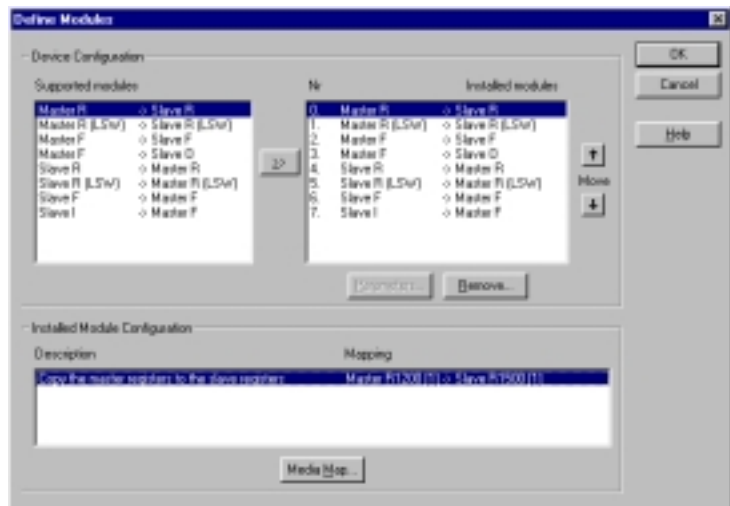 Define Modules
Device Configuration
Supported modules
Master R -> Slave R
Master R (LSW) -> Slave R (LSW)
Master F -> Slave F
Master F -> Slave D
Slave R -> Master R
Slave R (LSW) -> Master R (LSW)
Slave F -> Master F
Slave I -> Master F
>>
Nr Installed modules
0. Master R -> Slave R
1. Master R (LSW) -> Slave R (LSW)
2. Master F -> Slave F
3. Master F -> Slave D
4. Slave R -> Master R
5. Slave R (LSW) -> Master R (LSW)
6. Slave F -> Master F
7. Slave I -> Master F
Move
Parameters...
Remove...
OK
Cancel
Help
Installed Module Configuration
Description Mapping
Copy the master registers to the slave registers Master R1200 [1] -> Slave R1500 [1]
Media Map...